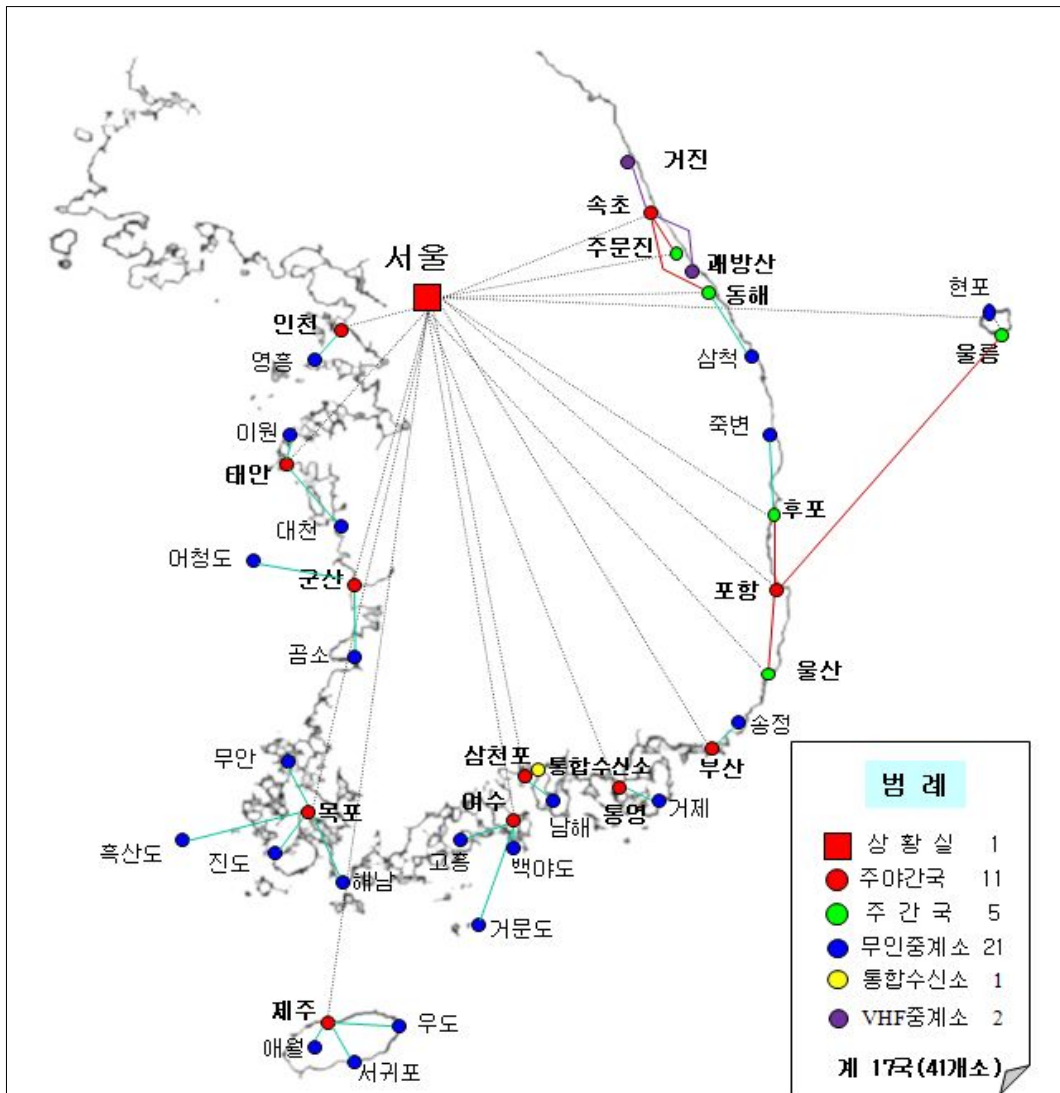 거진
속초
주문진
서울
괘방산
동해
현포
인천
울릉
영흥
삼척
이원
죽변
태안
후포
대천
어청도
군산
포항
곰소
울산
송정
무안
삼천포
통합수신소
부산
여수
목포
남해
통영
거제
흑산도
진도
고흥
백야도
해남
거문도
제주
우도
애월
서귀포
범 례
상 황 실 1
주야간국 11
주 간 국 5
무인중계소 21
통합수신소 1
VHF중계소 2
계 17국(41개소)